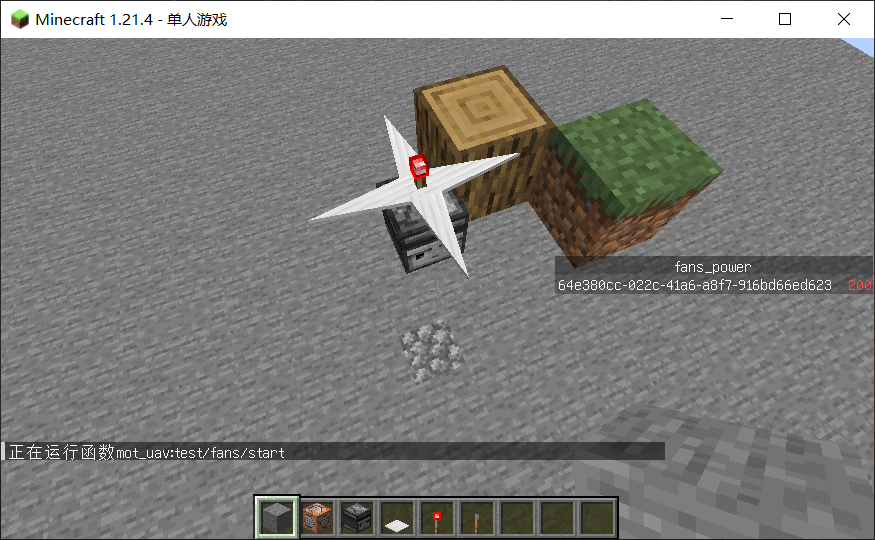 Minecraft 1.21.4 - 单人游戏
fans_power
64e380cc-022c-41a6-a8f7-916bd66ed623 200
正在运行函数mot_uav:test/fans/start